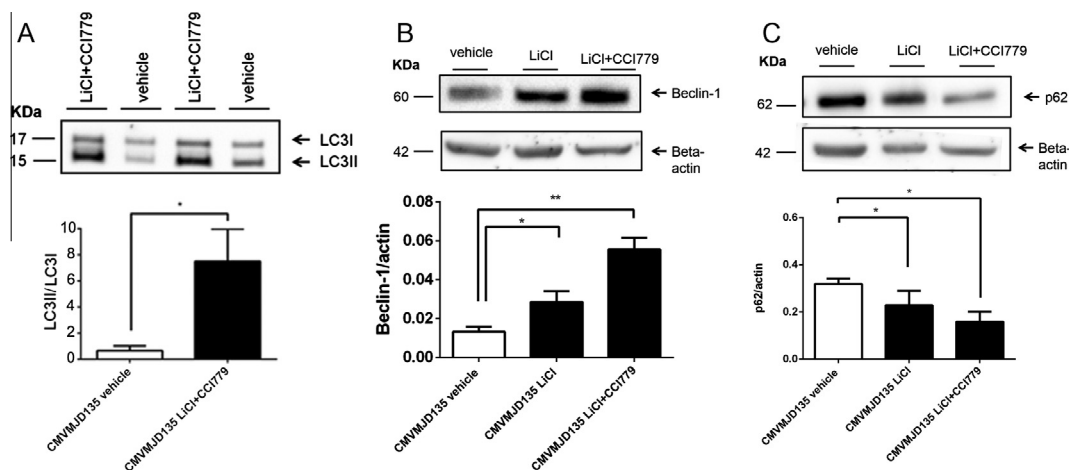 A
LiCl+CCI779
vehicle
LiCl+CCI779
vehicle
KDa
17
15
LC3I
LC3II
*
LC3II/LC3I
10
8
6
4
2
0
CMVMJD135 vehicle
CMVMJD135 LiCl+CCI779
B
vehicle
LiCl
LiCl+CCI779
KDa
60
Beclin-1
42
Beta-
actin
**
*
Beclin-1/actin
0.08
0.06
0.04
0.02
0.00
CMVMJD135 vehicle
CMVMJD135 LiCl
CMVMJD135 LiCl+CCI779
C
vehicle
LiCl
LiCl+CCI779
KDa
62
p62
42
Beta-
actin
*
*
p62/actin
0.6
0.4
0.2
0.0
CMVMJD135 vehicle
CMVMJD135 LiCl
CMVMJD135 LiCl+CCI779